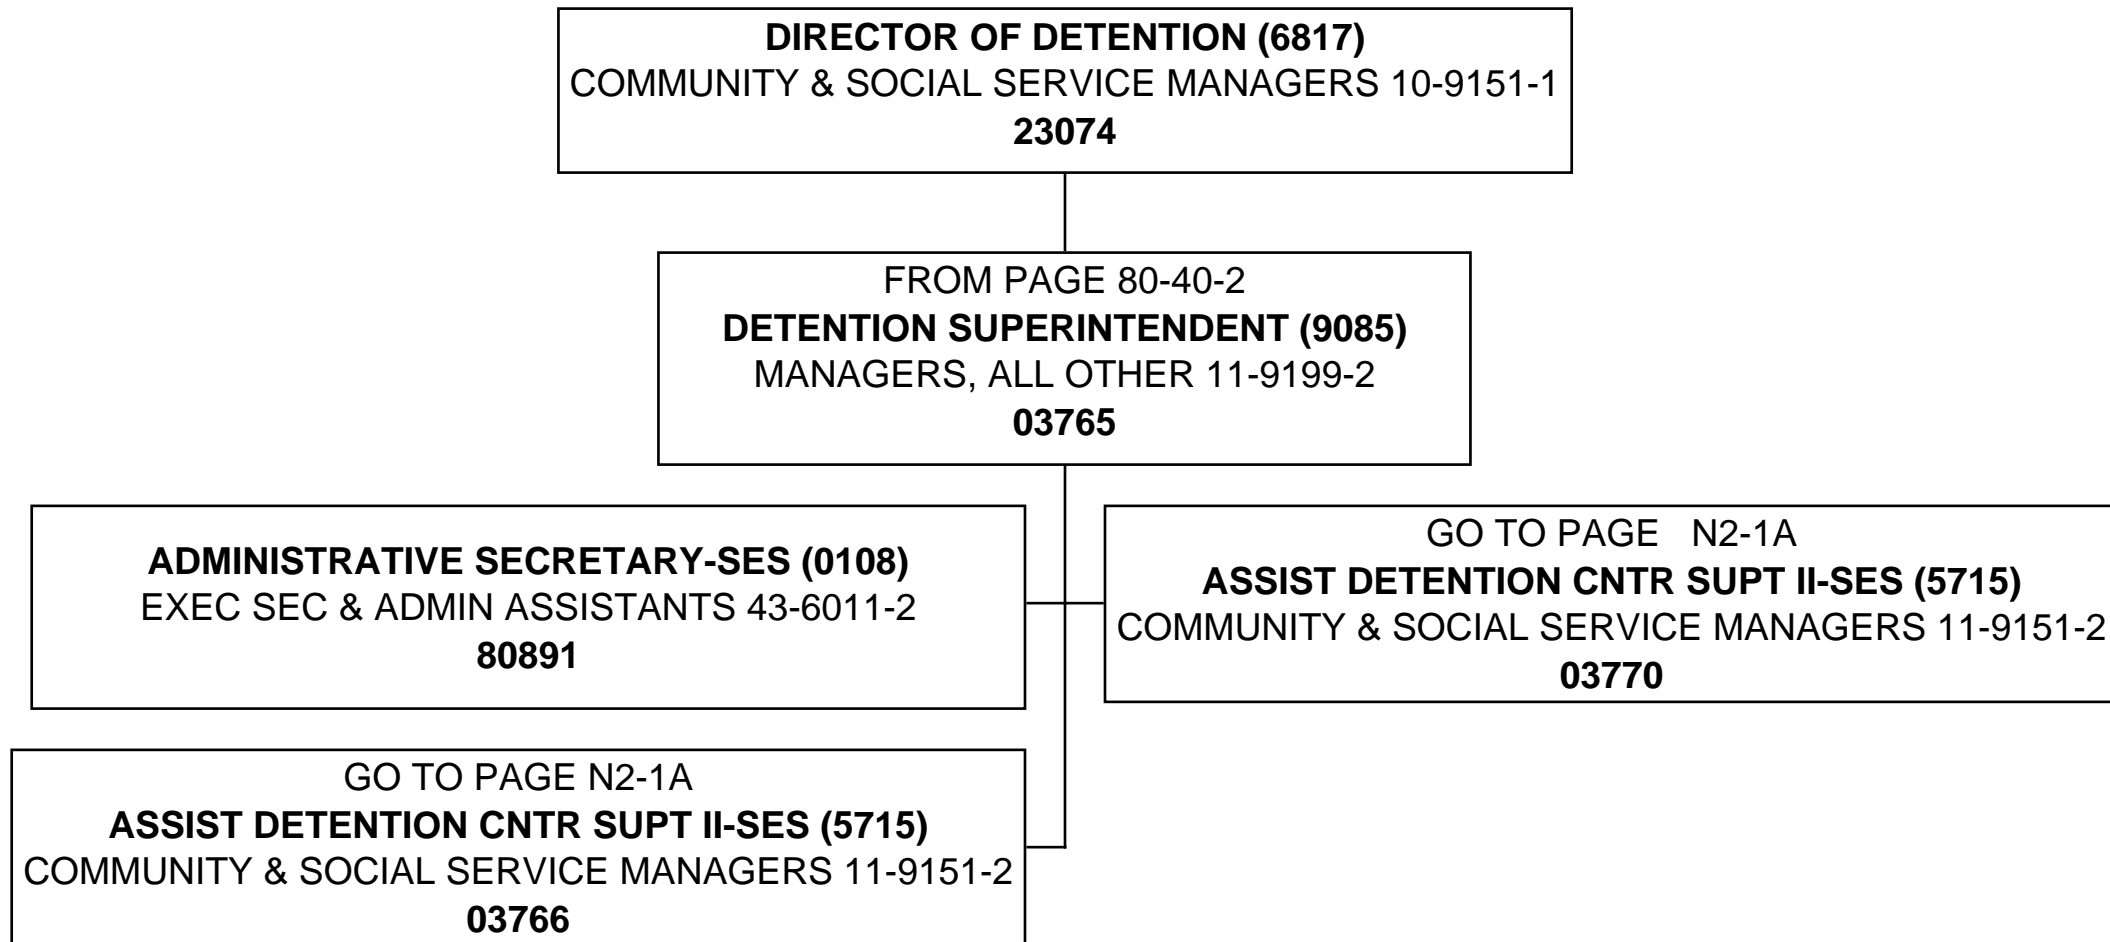 DIRECTOR OF DETENTION (6817)
COMMUNITY & SOCIAL SERVICE MANAGERS 10-9151-1
23074
FROM PAGE 80-40-2
DETENTION SUPERINTENDENT (9085)
MANAGERS, ALL OTHER 11-9199-2
03765
ADMINISTRATIVE SECRETARY-SES (0108)
EXEC SEC & ADMIN ASSISTANTS 43-6011-2
80891
GO TO PAGE N2-1A
ASSIST DETENTION CNTR SUPT II-SES (5715)
COMMUNITY & SOCIAL SERVICE MANAGERS 11-9151-2
03770
GO TO PAGE N2-1A
ASSIST DETENTION CNTR SUPT II-SES (5715)
COMMUNITY & SOCIAL SERVICE MANAGERS 11-9151-2
03766